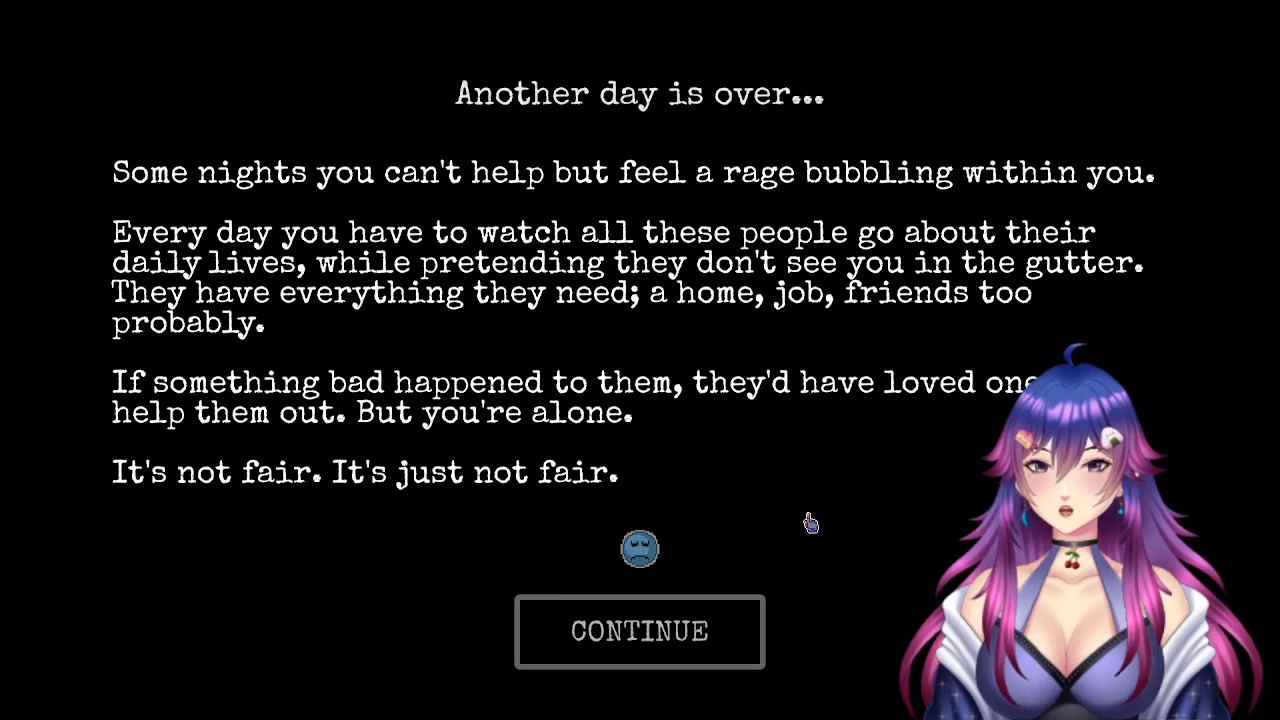 Another day is over...
Some nights you can't help but feel a rage bubbling within you.
Every day you have to watch all these people go about their
daily lives, while pretending they don't see you in the gutter.
They have everything they need; a home, job, friends too
probably.
If something bad happened to them, they'd have loved
help them out. But you're alone.
It's not fair. It's just not fair.
CONTINUE